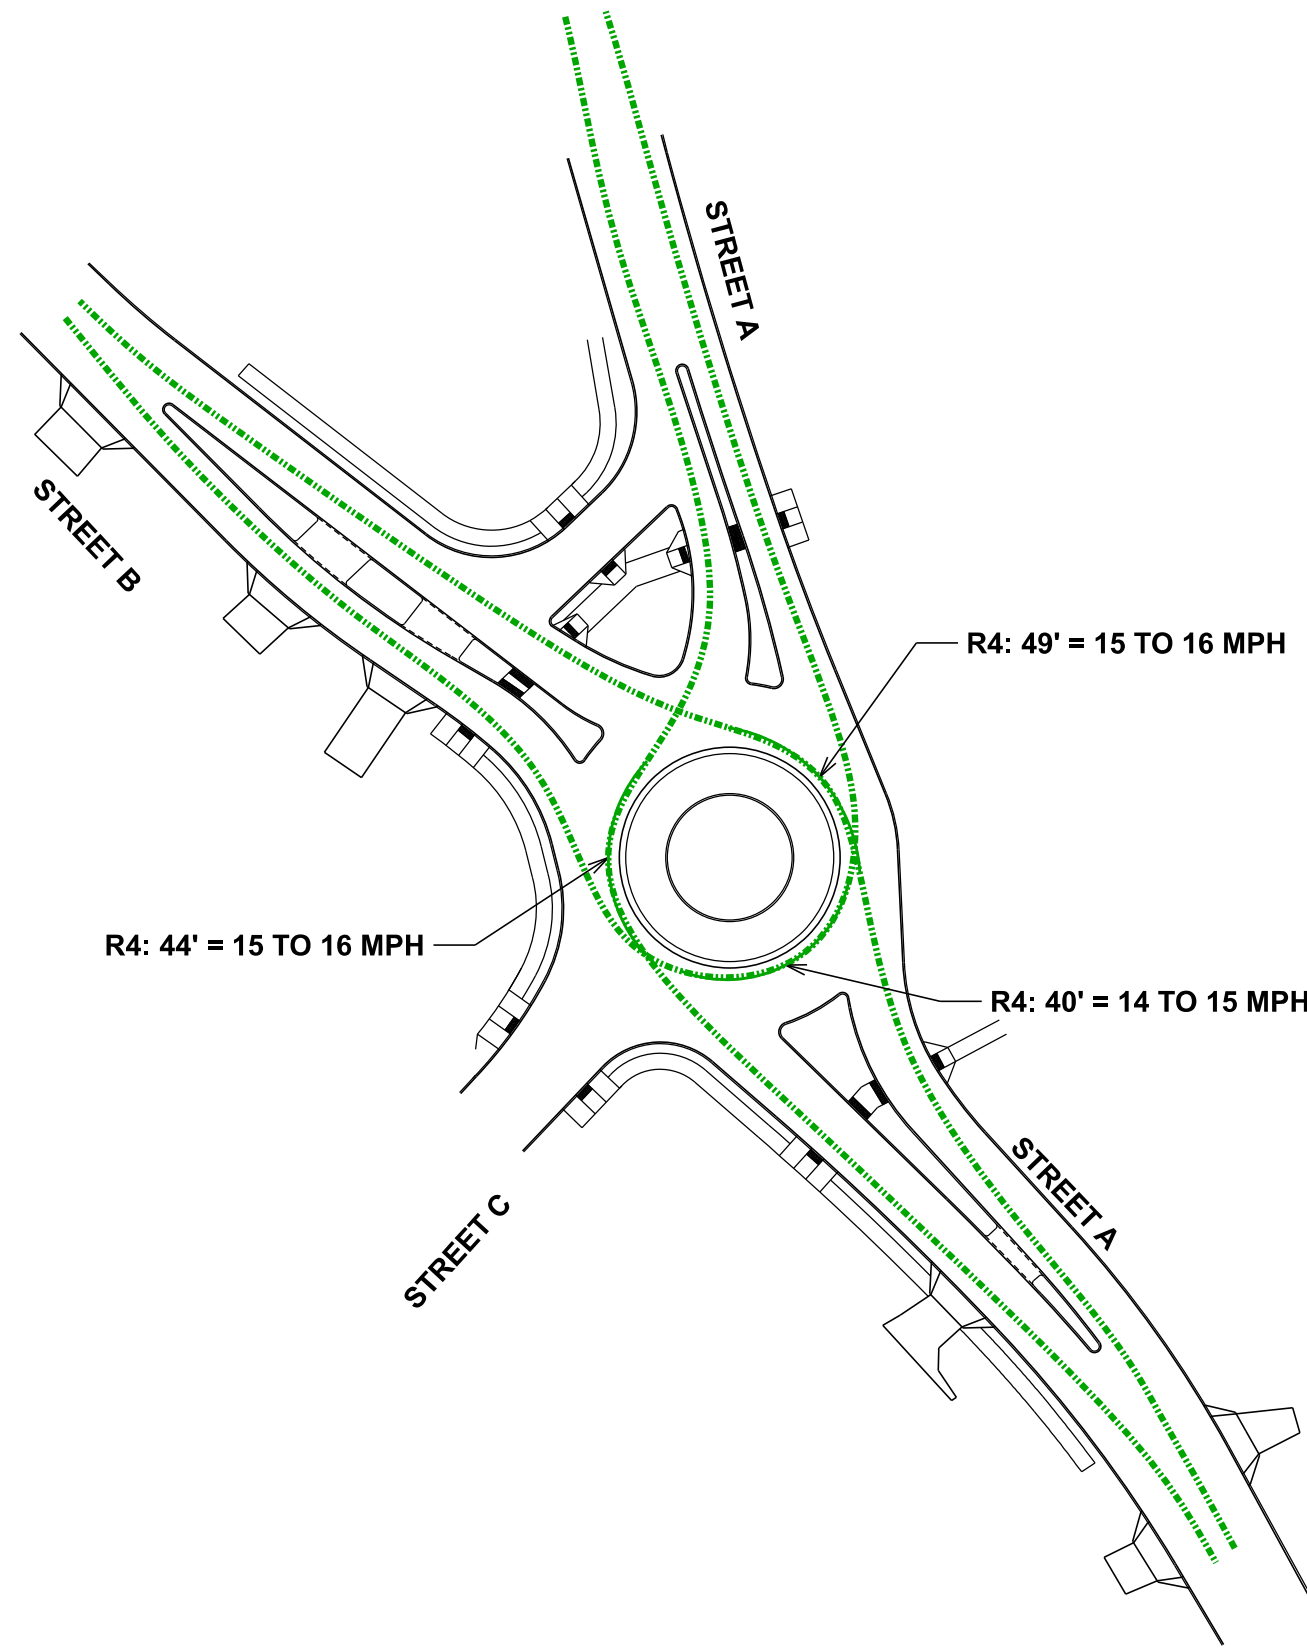 STREET A
STREET B
R4: 49' = 15 TO 16 MPH
R4: 44' = 15 TO 16 MPH
R4: 40' = 14 TO 15 MPH
STREET A
STREET C